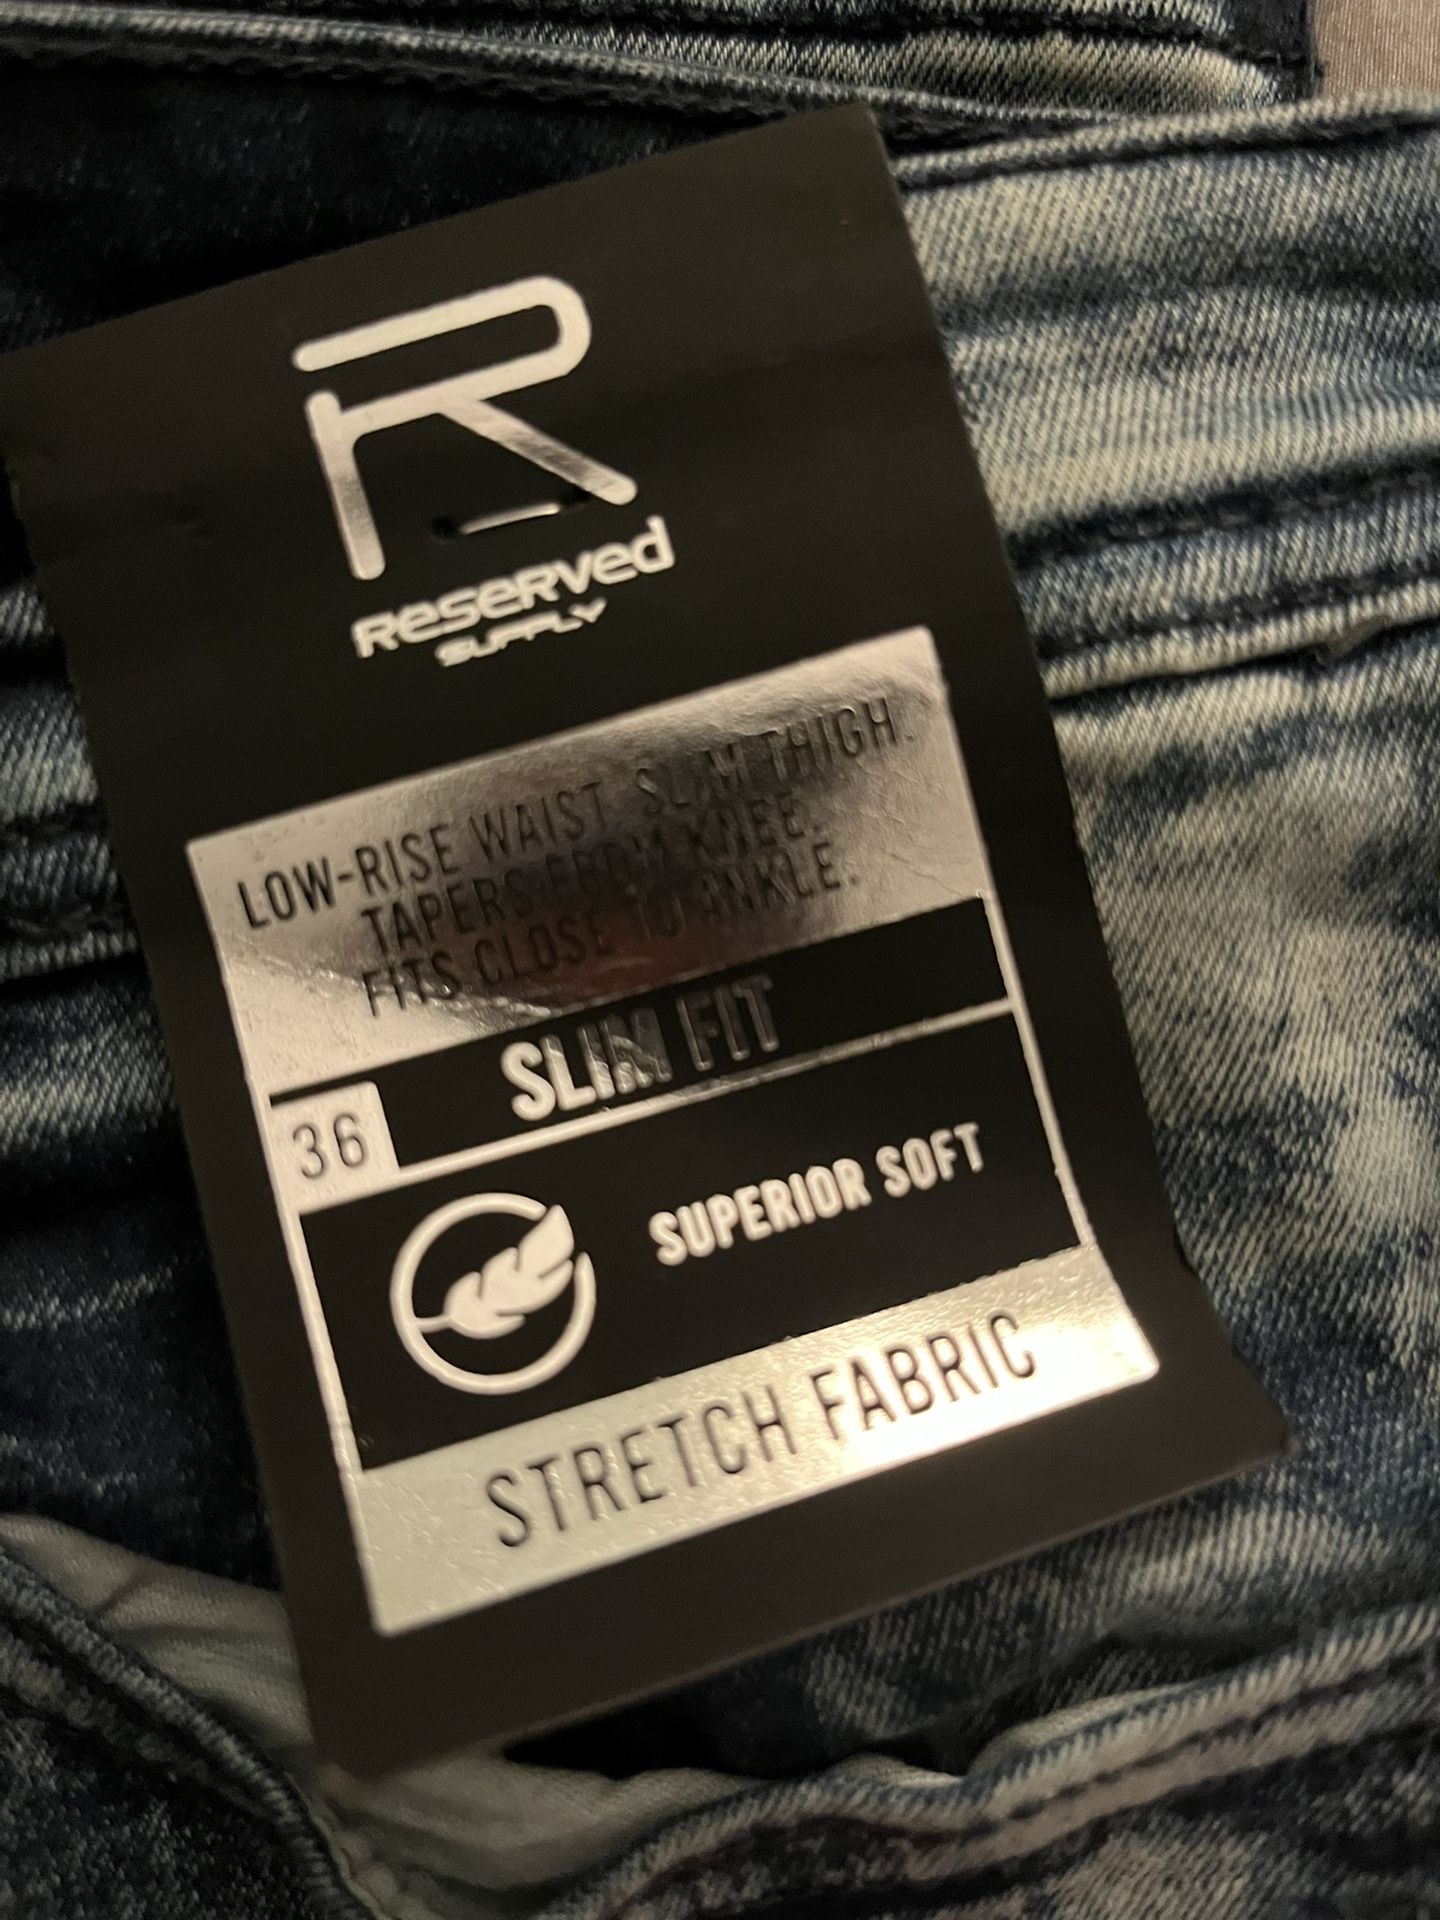 R
Reserved
SUPPLY
LOW-RISE WAIST. SLIM THIGH.
TAPERS FROM KNEE.
FITS CLOSE TO ANKLE.
SLIM FIT
36
SUPERIOR SOFT
STRETCH FABRIC